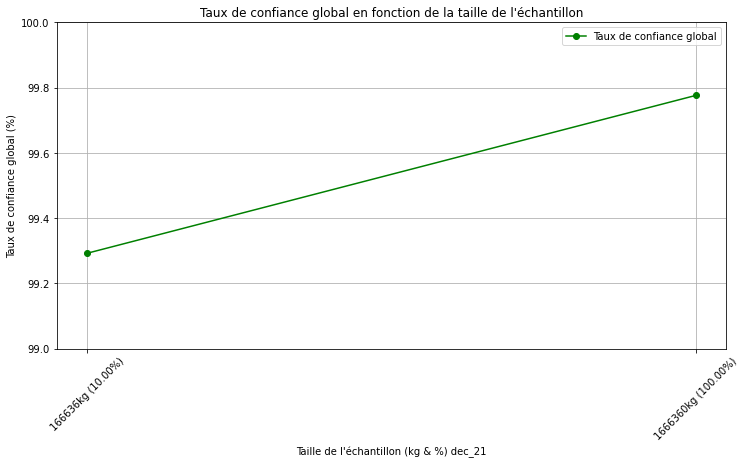 Taux de confiance global en fonction de la taille de l'échantillon
100.0
Taux de confiance global
99.8
99.6
99.4
99.2
99.0
Taux de confiance global (%)
166636kg (10.00%)
1666360kg (100.00%)
Taille de l'échantillon (kg & %) dec_21